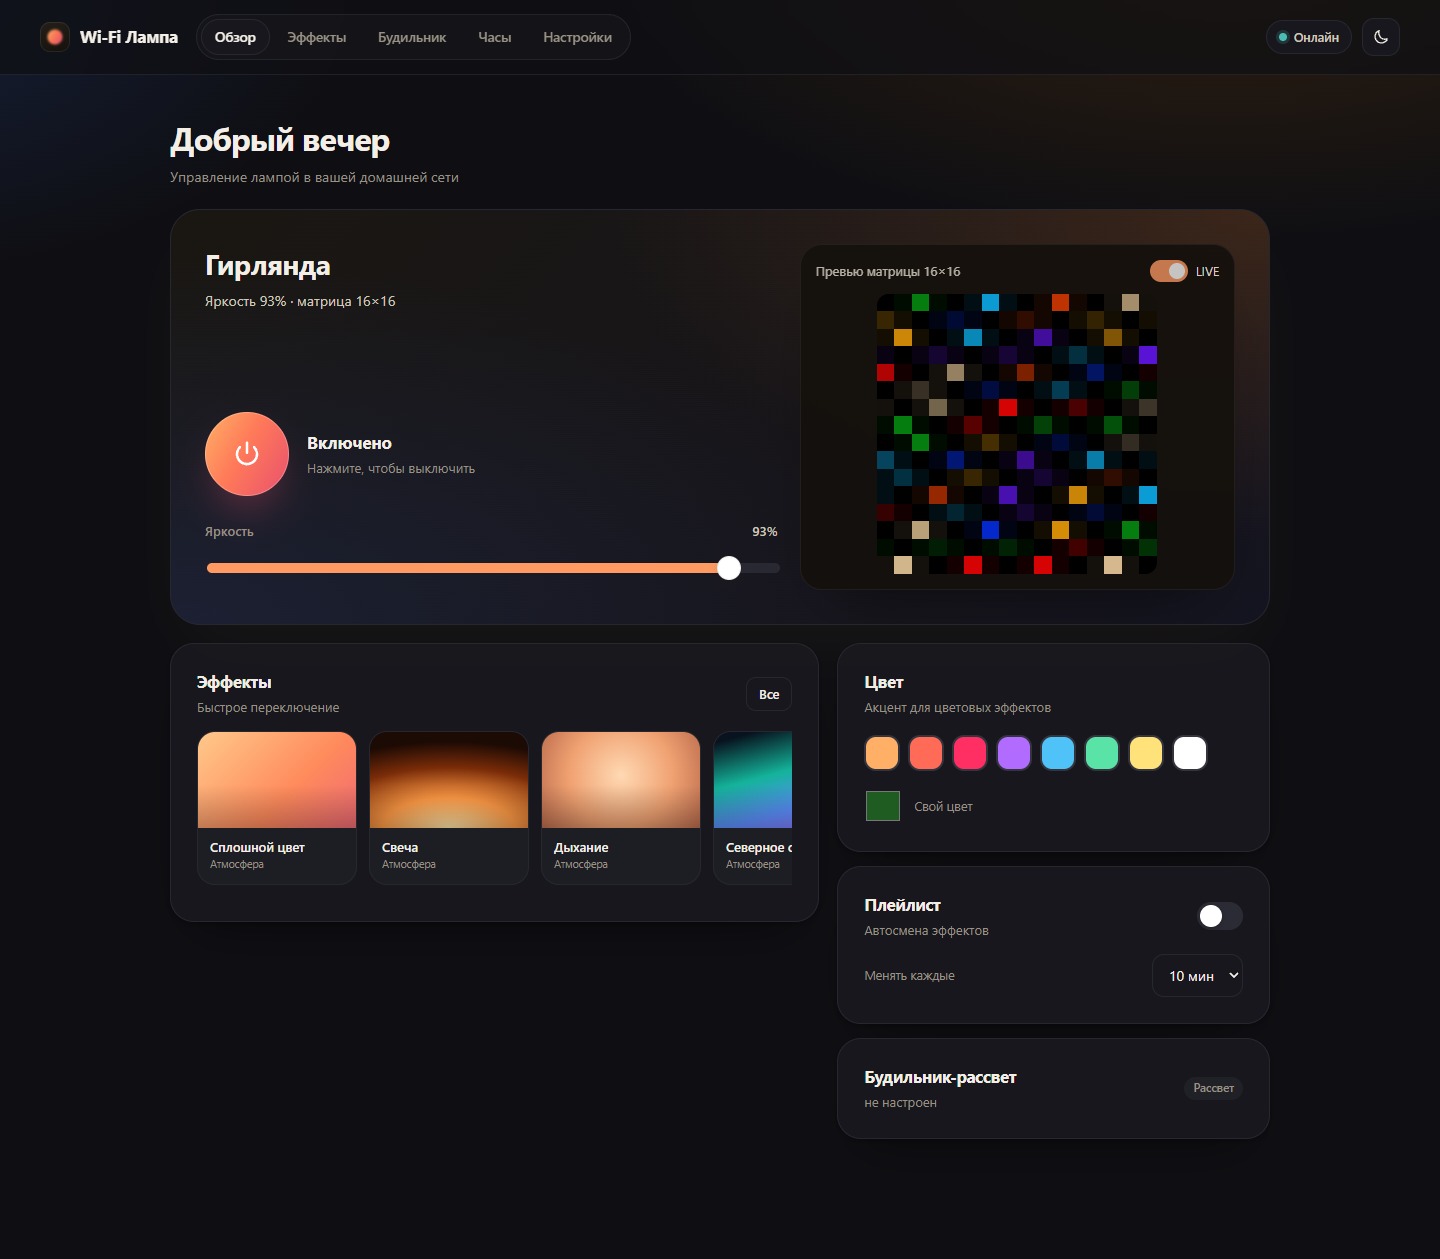 Wi-Fi Лампа
Обзор
Эффекты
Будильник
Часы
Настройки
Онлайн
Добрый вечер
Управление лампой в вашей домашней сети
Гирлянда
Яркость 93% · матрица 16×16
Включено
Нажмите, чтобы выключить
Яркость
93%
Превью матрицы 16×16
LIVE
Эффекты
Быстрое переключение
Все
Сплошной цвет
Атмосфера
Свеча
Атмосфера
Дыхание
Атмосфера
Северное
Атмосфера
Цвет
Акцент для цветовых эффектов
Свой цвет
Плейлист
Автосмена эффектов
Менять каждые
10 мин
Будильник-рассвет
не настроен
Рассвет